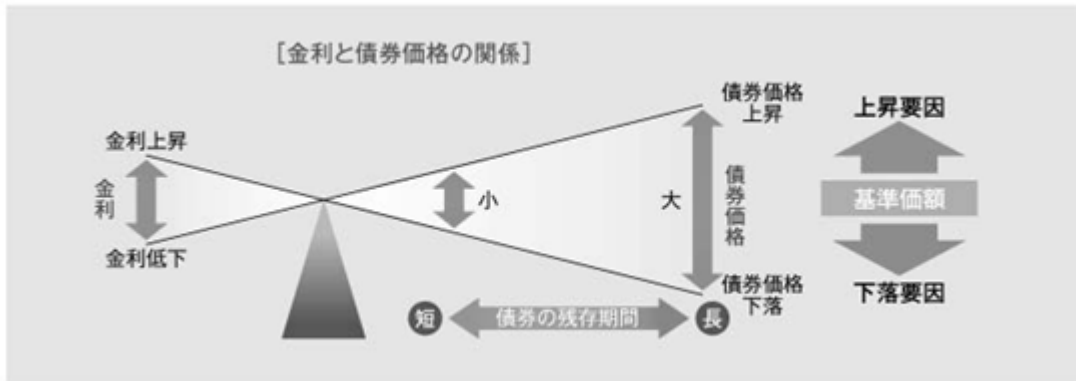 [金利と債券価格の関係]
金利上昇
金利
金利低下
小
大
債券価格
上昇
債券価格
債券価格
下落
短
債券の残存期間
長
上昇要因
基準価額
下落要因